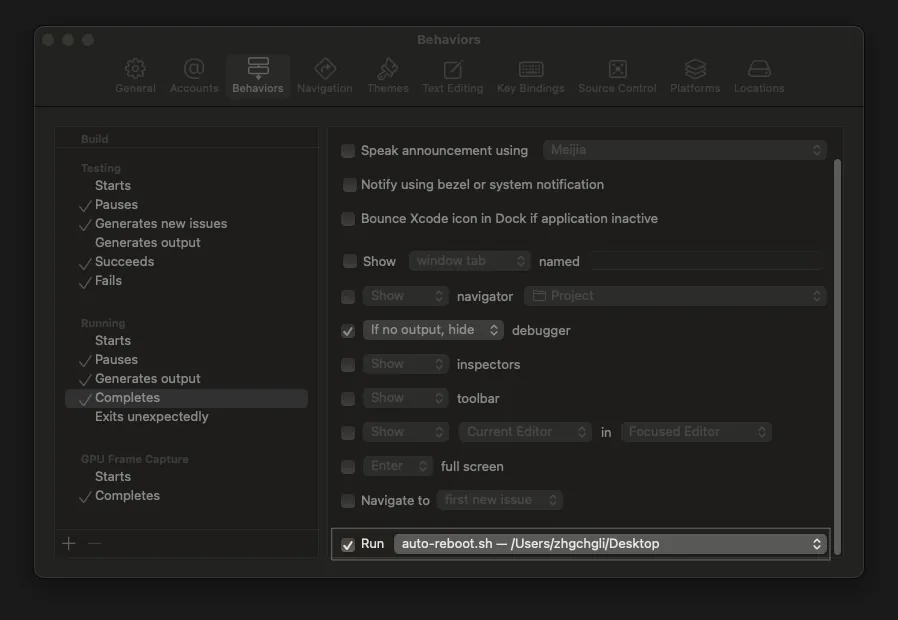 Behaviors
General Accounts Behaviors Navigation Themes Text Editing Key Bindings Source Control Platforms Locations
Build
Testing
Starts
Pauses
Generates new issues
Generates output
Succeeds
Fails
Running
Starts
Pauses
Generates output
Completes
Exits unexpectedly
GPU Frame Capture
Starts
Completes
Speak announcement using Meijia
Notify using bezel or system notification
Bounce Xcode icon in Dock if application inactive
Show window tab named
Show navigator Project
If no output, hide debugger
Show inspectors
Show toolbar
Show Current Editor in Focused Editor
Enter full screen
Navigate to first new issue
Run auto-reboot.sh — /Users/zhgchgli/Desktop